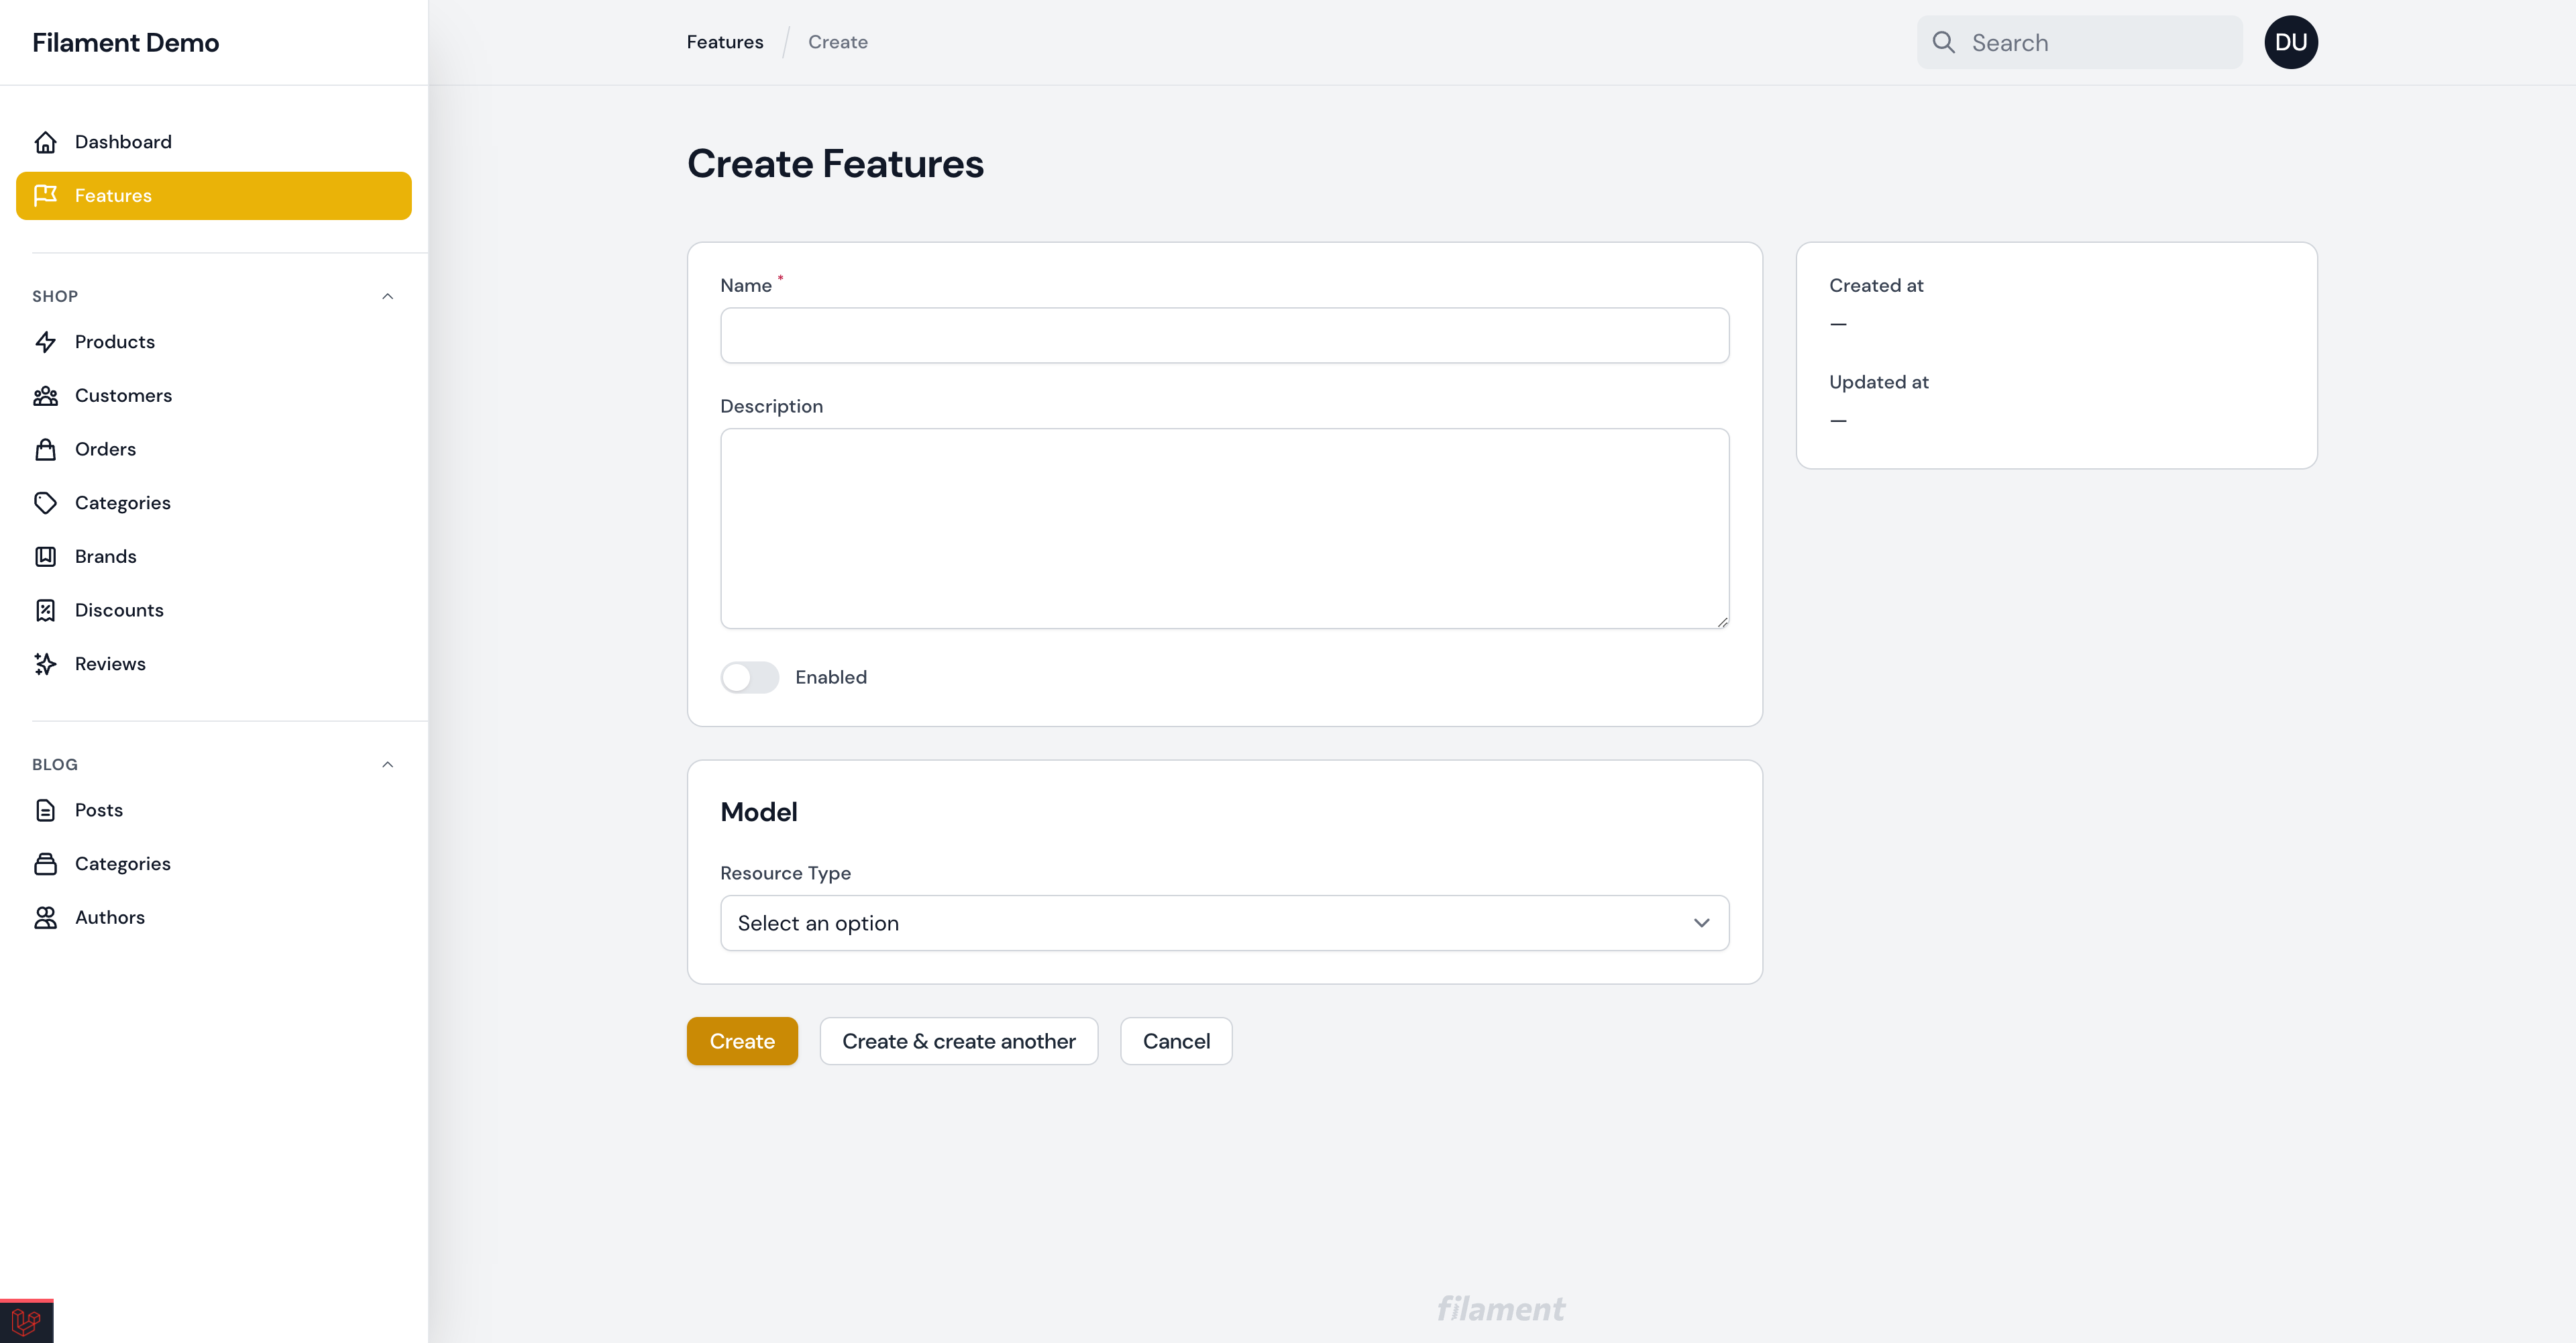 Filament Demo
Features / Create
Search
DU
Dashboard
Features
SHOP
Products
Customers
Orders
Categories
Brands
Discounts
Reviews
BLOG
Posts
Categories
Authors
Create Features
Name *
Description
Enabled
Created at
—
Updated at
—
Model
Resource Type
Select an option
Create
Create & create another
Cancel
filament